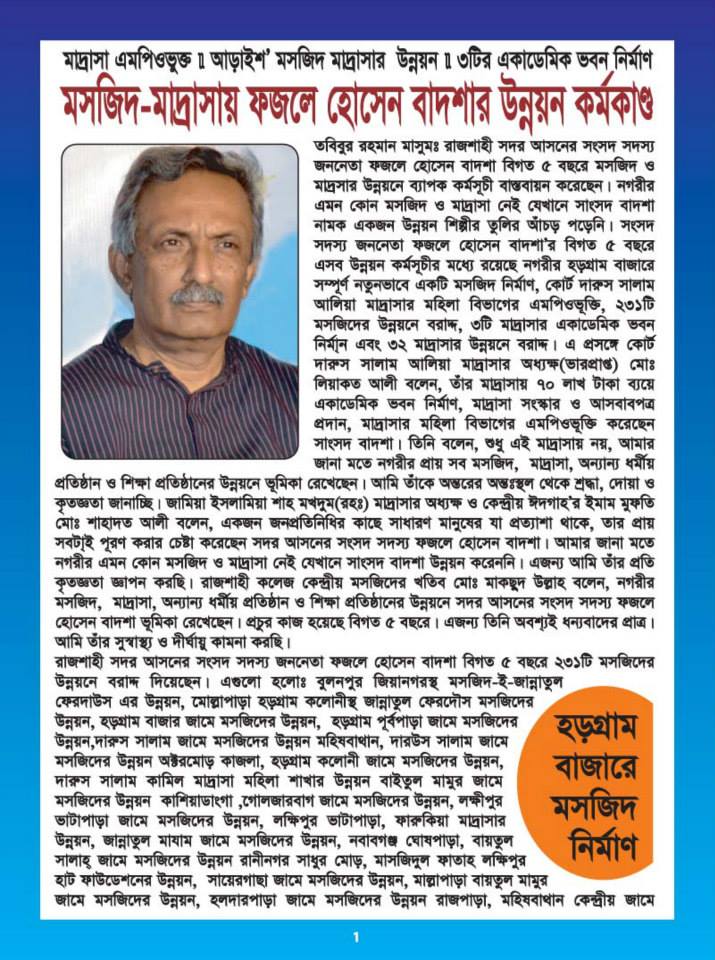 মাদ্রাসা এমপিওভুক্ত ॥ আড়াইশ’ মসজিদ মাদ্রাসার উন্নয়ন ॥ ৩টির একাডেমিক ভবন নির্মাণ
মসজিদ-মাদ্রাসায় ফজলে হোসেন বাদশার উন্নয়ন কর্মকাণ্ড
তবিবুর রহমান মাসুমঃ রাজশাহী সদর আসনের সংসদ সদস্য
জননেতা ফজলে হোসেন বাদশা বিগত ৫ বছরে মসজিদ ও
মাদ্রসার উন্নয়নে ব্যাপক কর্মসূচী বাস্তবায়ন করেছেন। নগরীর
এমন কোন মসজিদ ও মাদ্রাসা নেই যেখানে সাংসদ বাদশা
নামক একজন উন্নয়ন শিল্পীর তুলির আঁচড় পড়েনি। সংসদ
সদস্য জননেতা ফজলে হোসেন বাদশা’র বিগত ৫ বছরে
এসব উন্নয়ন কর্মসূচীর মধ্যে রয়েছে নগরীর হড়গ্রাম বাজারে
সম্পূর্ণ নতুনভাবে একটি মসজিদ নির্মাণ, কোর্ট দারুস সালাম
আলিয়া মাদ্রাসার মহিলা বিভাগের এমপিওভূক্তি, ২৩১টি
মসজিদের উন্নয়নে বরাদ্দ, ৩টি মাদ্রাসার একাডেমিক ভবন
নির্মান এবং ৩২ মাদ্রাসার উন্নয়নে বরাদ্দ। এ প্রসঙ্গে কোর্ট
দারুস সালাম আলিয়া মাদ্রাসার অধ্যক্ষ(ভারপ্রাপ্ত) মোঃ
লিয়াকত আলী বলেন, তাঁর মাদ্রাসায় ৭০ লাখ টাকা ব্যয়ে
একাডেমিক ভবন নির্মাণ, মাদ্রাসা সংস্কার ও আসবাবপত্র
প্রদান, মাদ্রাসার মহিলা বিভাগের এমপিওভূক্তি করেছেন
সাংসদ বাদশা। তিনি বলেন, শুধু এই মাদ্রাসায় নয়, আমার
জানা মতে নগরীর প্রায় সব মসজিদ, মাদ্রাসা, অন্যান্য ধর্মীয়
প্রতিষ্ঠান ও শিক্ষা প্রতিষ্ঠানের উন্নয়নে ভূমিকা রেখেছেন। আমি তাঁকে অন্তরের অন্তঃস্থল থেকে শ্রদ্ধা, দোয়া ও
কৃতজ্ঞতা জানাচ্ছি। জামিয়া ইসলামিয়া শাহ মখদুম(রহঃ) মাদ্রাসার অধ্যক্ষ ও কেন্দ্রীয় ঈদগাহ’র ইমাম মুফতি
মোঃ শাহাদত আলী বলেন, একজন জনপ্রতিনিধির কাছে সাধারণ মানুষের যা প্রত্যাশা থাকে, তার প্রায়
সবটাই পূরণ করার চেষ্টা করেছেন সদর আসনের সংসদ সদস্য ফজলে হোসেন বাদশা। আমার জানা মতে
নগরীর এমন কোন মসজিদ ও মাদ্রাসা নেই যেখানে সাংসদ বাদশা উন্নয়ন করেননি। এজন্য আমি তাঁর প্রতি
কৃতজ্ঞতা জ্ঞাপন করছি। রাজশাহী কলেজ কেন্দ্রীয় মসজিদের খতিব মোঃ মাকছুদ উল্লাহ বলেন, নগরীর
মসজিদ, মাদ্রাসা, অন্যান্য ধর্মীয় প্রতিষ্ঠান ও শিক্ষা প্রতিষ্ঠানের উন্নয়নে সদর আসনের সংসদ সদস্য ফজলে
হোসেন বাদশা ভূমিকা রেখেছেন। প্রচুর কাজ হয়েছে বিগত ৫ বছরে। এজন্য তিনি অবশ্যই ধন্যবাদের প্রাত্র।
আমি তাঁর সুস্বাস্থ্য ও দীর্ঘায়ু কামনা করছি।
রাজশাহী সদর আসনের সংসদ সদস্য জননেতা ফজলে হোসেন বাদশা বিগত ৫ বছরে ২৩১টি মসজিদের
উন্নয়নে বরাদ্দ দিয়েছেন। এগুলো হলোঃ বুলনপুর জিয়ানগরস্থ মসজিদ-ই-জান্নাতুল
ফেরদাউস এর উন্নয়ন, মোল্লাপাড়া হড়গ্রাম কলোনীস্থ জান্নাতুল ফেরদৌস মসজিদের
উন্নয়ন, হড়গ্রাম বাজার জামে মসজিদের উন্নয়ন, হড়গ্রাম পূর্বপাড়া জামে মসজিদের
উন্নয়ন,দারুস সালাম জামে মসজিদের উন্নয়ন মহিষবাথান, দারউস সালাম জামে
মসজিদের উন্নয়ন অক্টরমোড় কাজলা, হড়গ্রাম কলোনী জামে মসজিদের উন্নয়ন,
দারুস সালাম কামিল মাদ্রাসা মহিলা শাখার উন্নয়ন বাইতুল মামুর জামে
মসজিদের উন্নয়ন কাশিয়াডাংগা ,গোলজারবাগ জামে মসজিদের উন্নয়ন, লক্ষীপুর
ভাটাপাড়া জামে মসজিদের উন্নয়ন, লক্ষিপুর ভাটাপাড়া, ফারুকিয়া মাদ্রাসার
উন্নয়ন, জান্নাতুল মাযাম জামে মসজিদের উন্নয়ন, নবাবগঞ্জ ঘোষপাড়া, বায়তুল
সালাহ্ জামে মসজিদের উন্নয়ন রানীনগর সাধুর মোড়, মাসজিদুল ফাতাহ লক্ষিপুর
হাট ফাউডেশনের উন্নয়ন, সায়েরগাছা জামে মসজিদের উন্নয়ন, মাল্লাপাড়া বায়তুল মামুর
জামে মসজিদের উন্নয়ন, হলদারপাড়া জামে মসজিদের উন্নয়ন রাজপাড়া, মহিষবাথান কেন্দ্রীয় জামে
হড়গ্রাম
বাজারে
মসজিদ
নির্মাণ
1